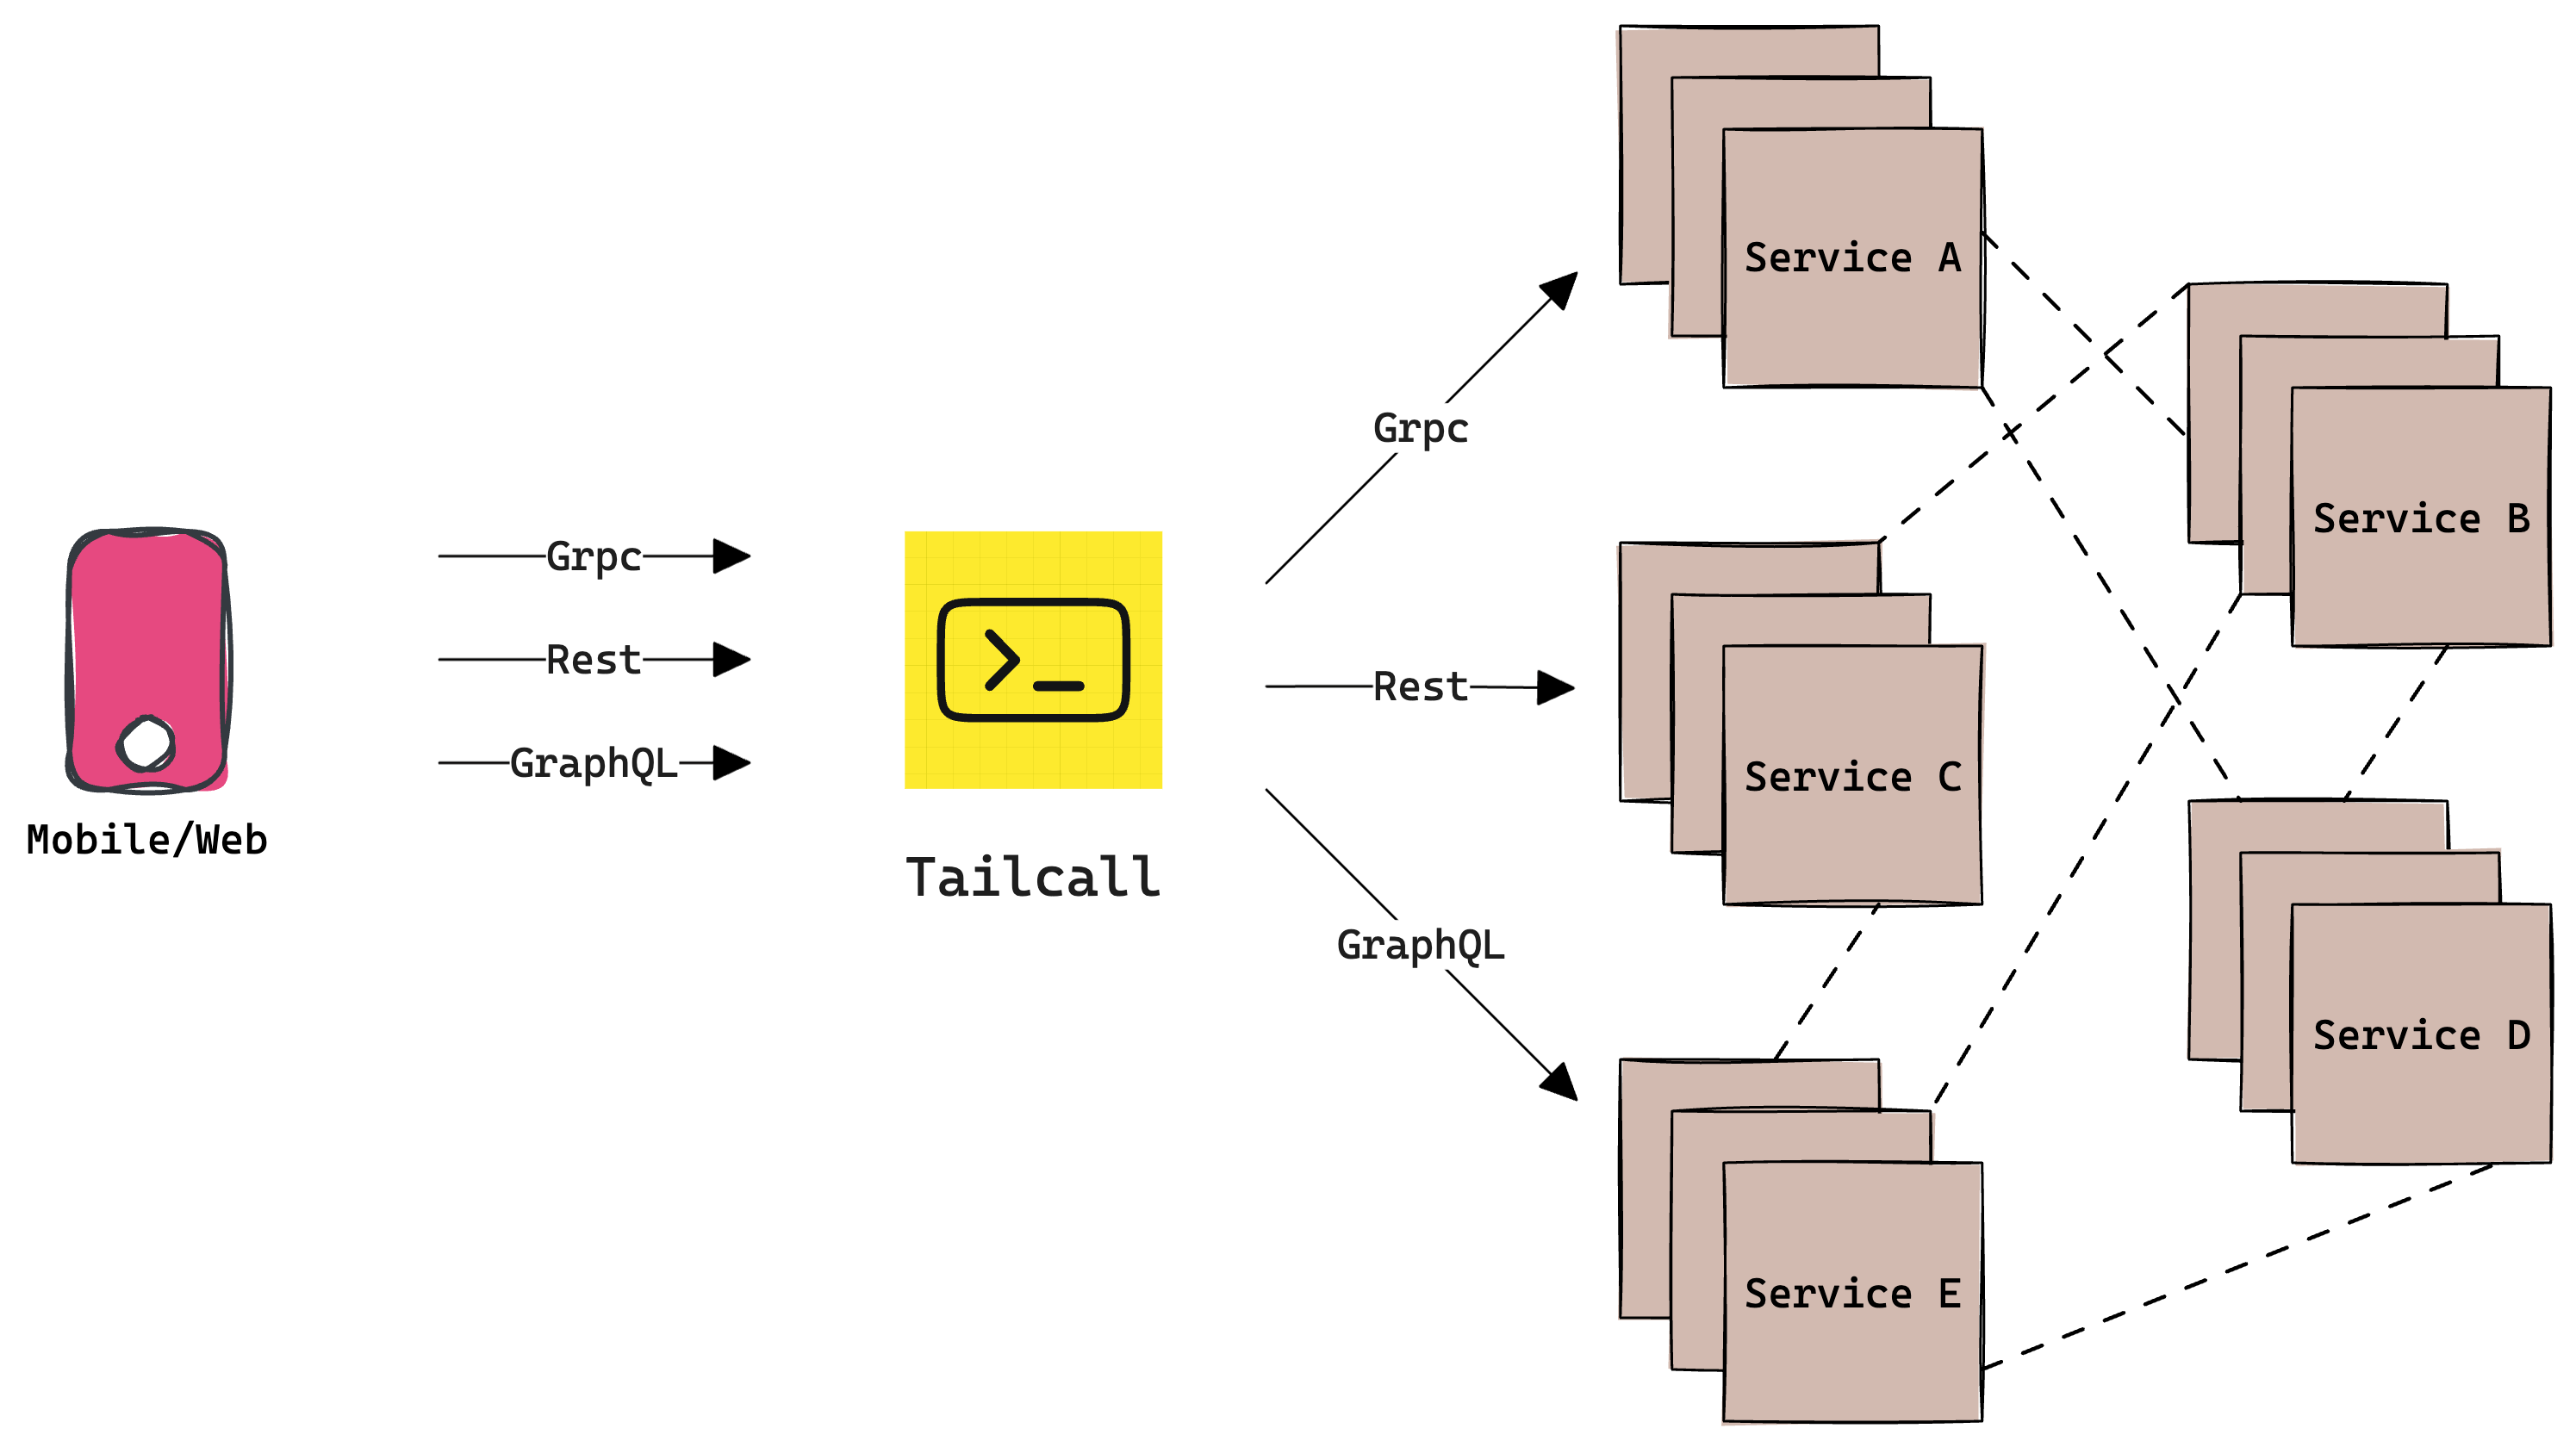 Mobile/Web
Grpc
Rest
GraphQL
Tailcall
Grpc
Rest
GraphQL
Service A
Service B
Service C
Service D
Service E